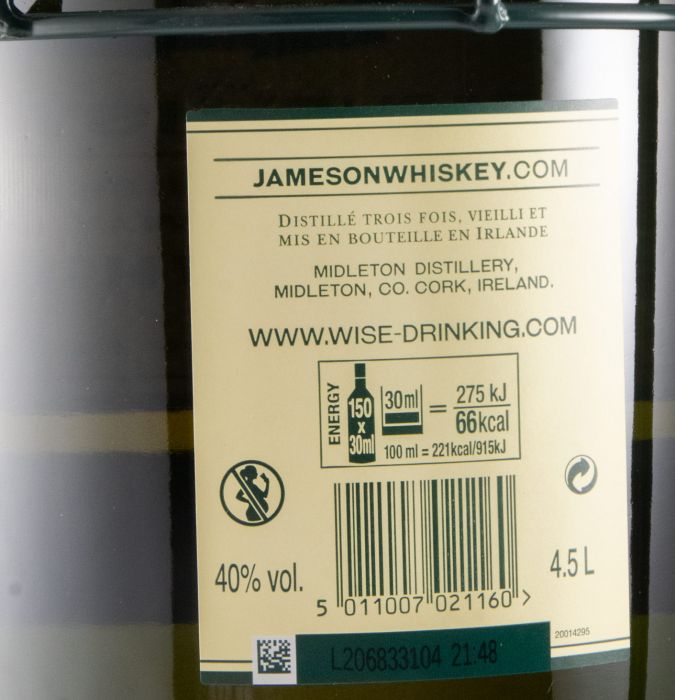 JAMESONWHISKEY.COM
DISTILLÉ TROIS FOIS, VIEILLI ET
MIS EN BOUTEILLE EN IRLANDE
MIDLETON DISTILLERY,
MIDLETON, CO. CORK, IRELAND.
WWW.WISE-DRINKING.COM
ENERGY
150
x
30ml
30ml
=
275 kJ
66kcal
100 ml = 221kcal/915kJ
40% vol.
4.5 L
5 011007 021160 >
20014295
L206833104 21:48